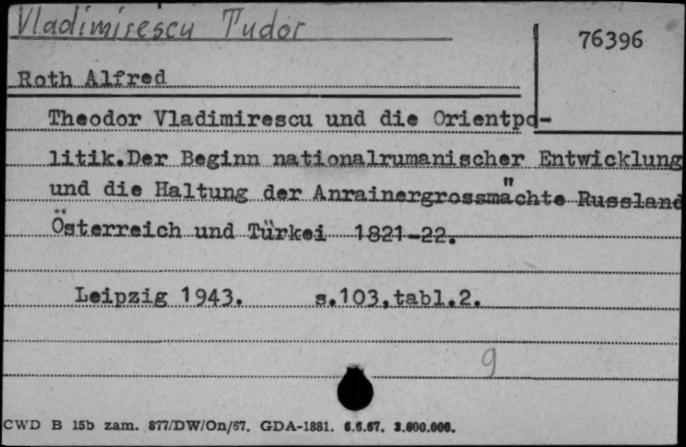 Vladimirescu Tudor
76396
Roth Alfred
Theodor Vladimirescu und die Orientpo-
litik.Der Beginn nationalrumanischer Entwicklung
und die Haltung der Anrainergrossmächte Russland
Österreich und Türkei 1821-22.
Leipzig 1943. s.103,tabl.2.
9
CWD B 15b zam. 877/DW/On/67. GDA-1881. 6.6.67. 2.000.000.